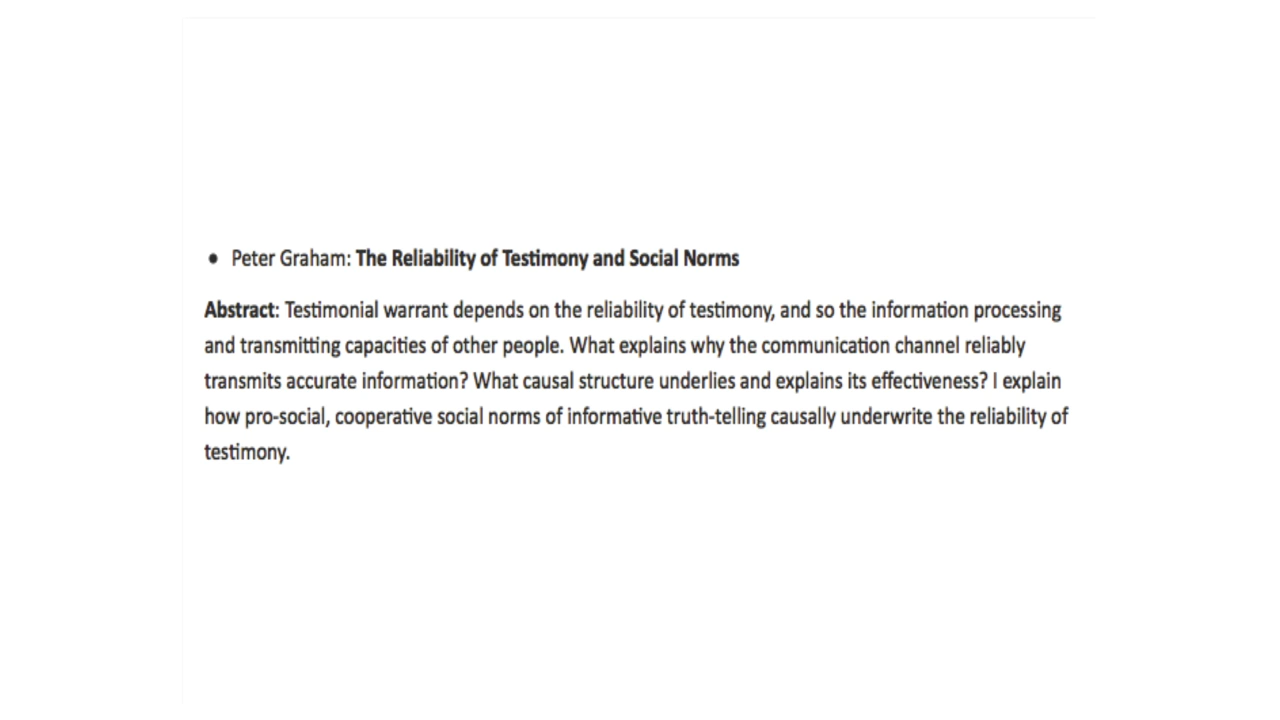 • Peter Graham: The Reliability of Testimony and Social Norms
Abstract: Testimonial warrant depends on the reliability of testimony, and so the information processing
and transmitting capacities of other people. What explains why the communication channel reliably
transmits accurate information? What causal structure underlies and explains its effectiveness? I explain
how pro-social, cooperative social norms of informative truth-telling causally underwrite the reliability of
testimony.